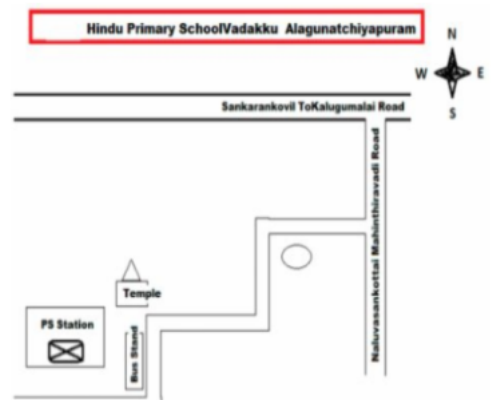 Hindu Primary SchoolVadakku Alagunatchiyapuram
N
W E
S
Sankarankovil ToKalugumalai Road
Naluvasankottai Mahinthiravadi Road
Temple
PS Station
Bus Stand